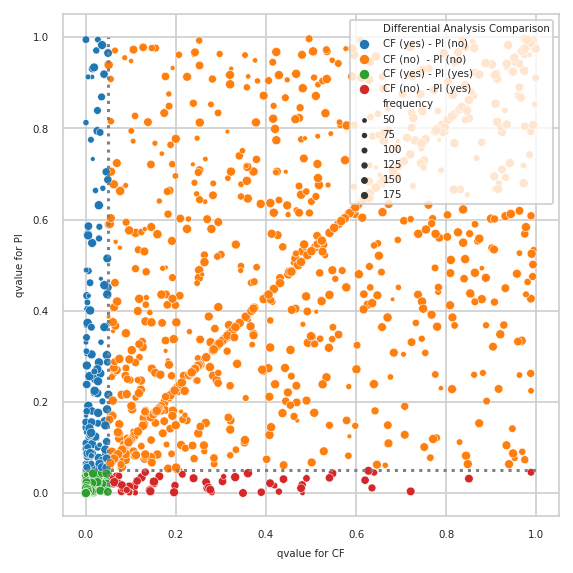 Differential Analysis Comparison
CF (yes) - PI (no)
CF (no)  - PI (no)
CF (yes) - PI (yes)
CF (no)  - PI (yes)
frequency
50
75
100
125
150
175
qvalue for PI
1.0
0.8
0.6
0.4
0.2
0.0
0.0 0.2 0.4 0.6 0.8 1.0
qvalue for CF